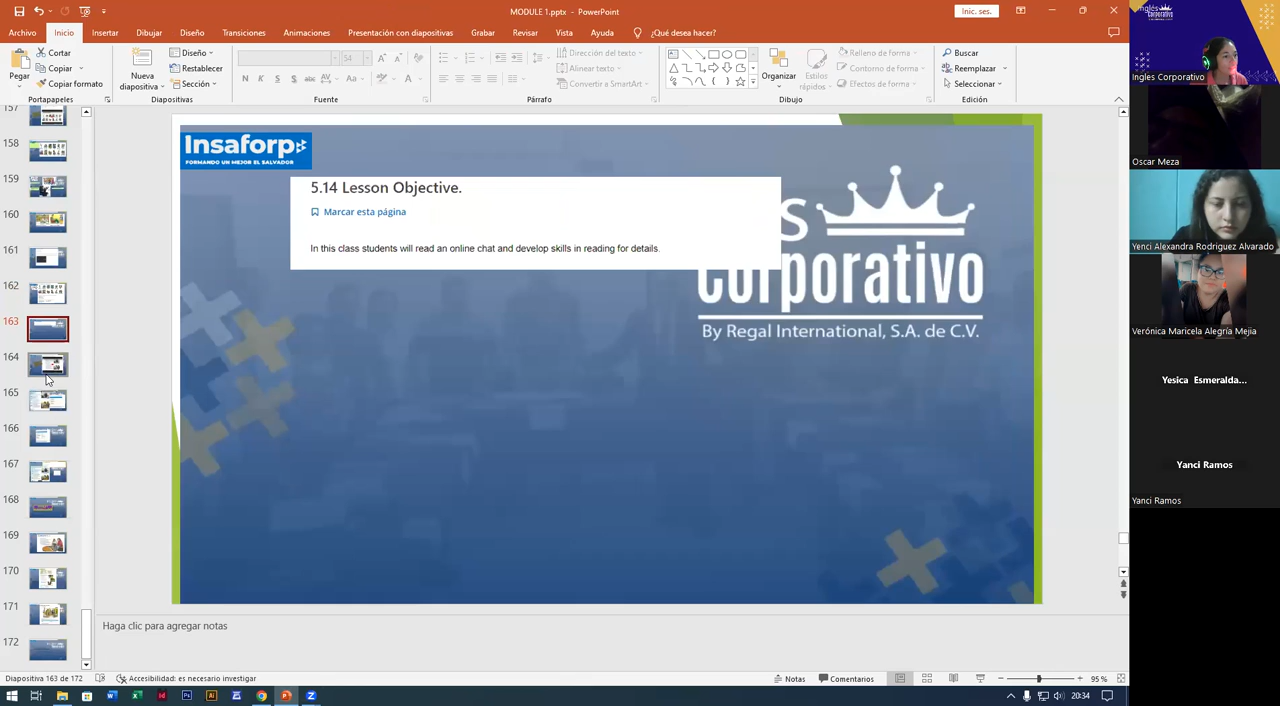 MODULE 1.pptx - PowerPoint
Inic. ses.
Archivo Inicio Insertar Dibujar Diseño Transiciones Animaciones Presentación con diapositivas Grabar Revisar Vista Ayuda ¿Qué desea hacer?
Pegar
Cortar
Copiar
Copiar formato
Portapapeles
Nueva diapositiva
Diseño
Restablecer
Sección
Diapositivas
54
N K S S abc AV Aa A
Fuente
Dirección del texto
Alinear texto
Convertir a SmartArt
Párrafo
Organizar
Estilos rápidos
Relleno de forma
Contorno de forma
Efectos de forma
Dibujo
Buscar
Reemplazar
Seleccionar
Edición
157
158
159
160
161
162
163
164
165
166
167
168
169
170
171
172
Insaforp
FORMANDO UN MEJOR EL SALVADOR
5.14 Lesson Objective.
Marcar esta página
In this class students will read an online chat and develop skills in reading for details.
s
corporativo
By Regal International, S.A. de C.V.
Haga clic para agregar notas
Diapositiva 163 de 172
Accesibilidad: es necesario investigar
Notas
Comentarios
95 %
20:34
Inglés
Corporativo
Ingles Corporativo
Oscar Meza
Yenci Alexandra Rodriguez Alvarado
Verónica Maricela Alegría Mejia
Yesica Esmeralda...
Yanci Ramos
Yanci Ramos